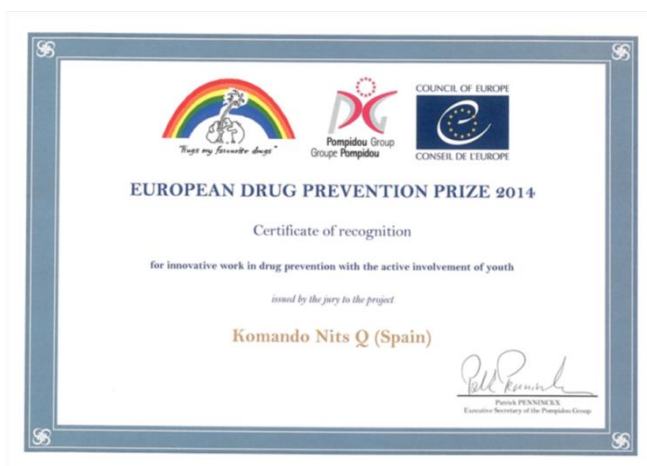 "Hugs my favourite drugs"
Pompidou Group
Groupe Pompidou
COUNCIL OF EUROPE
CONSEIL DE L'EUROPE
EUROPEAN DRUG PREVENTION PRIZE 2014
Certificate of recognition
for innovative work in drug prevention with the active involvement of youth
issued by the jury to the project
Komando Nits Q (Spain)
Patrick PENNINCKX
Executive Secretary of the Pompidou Group